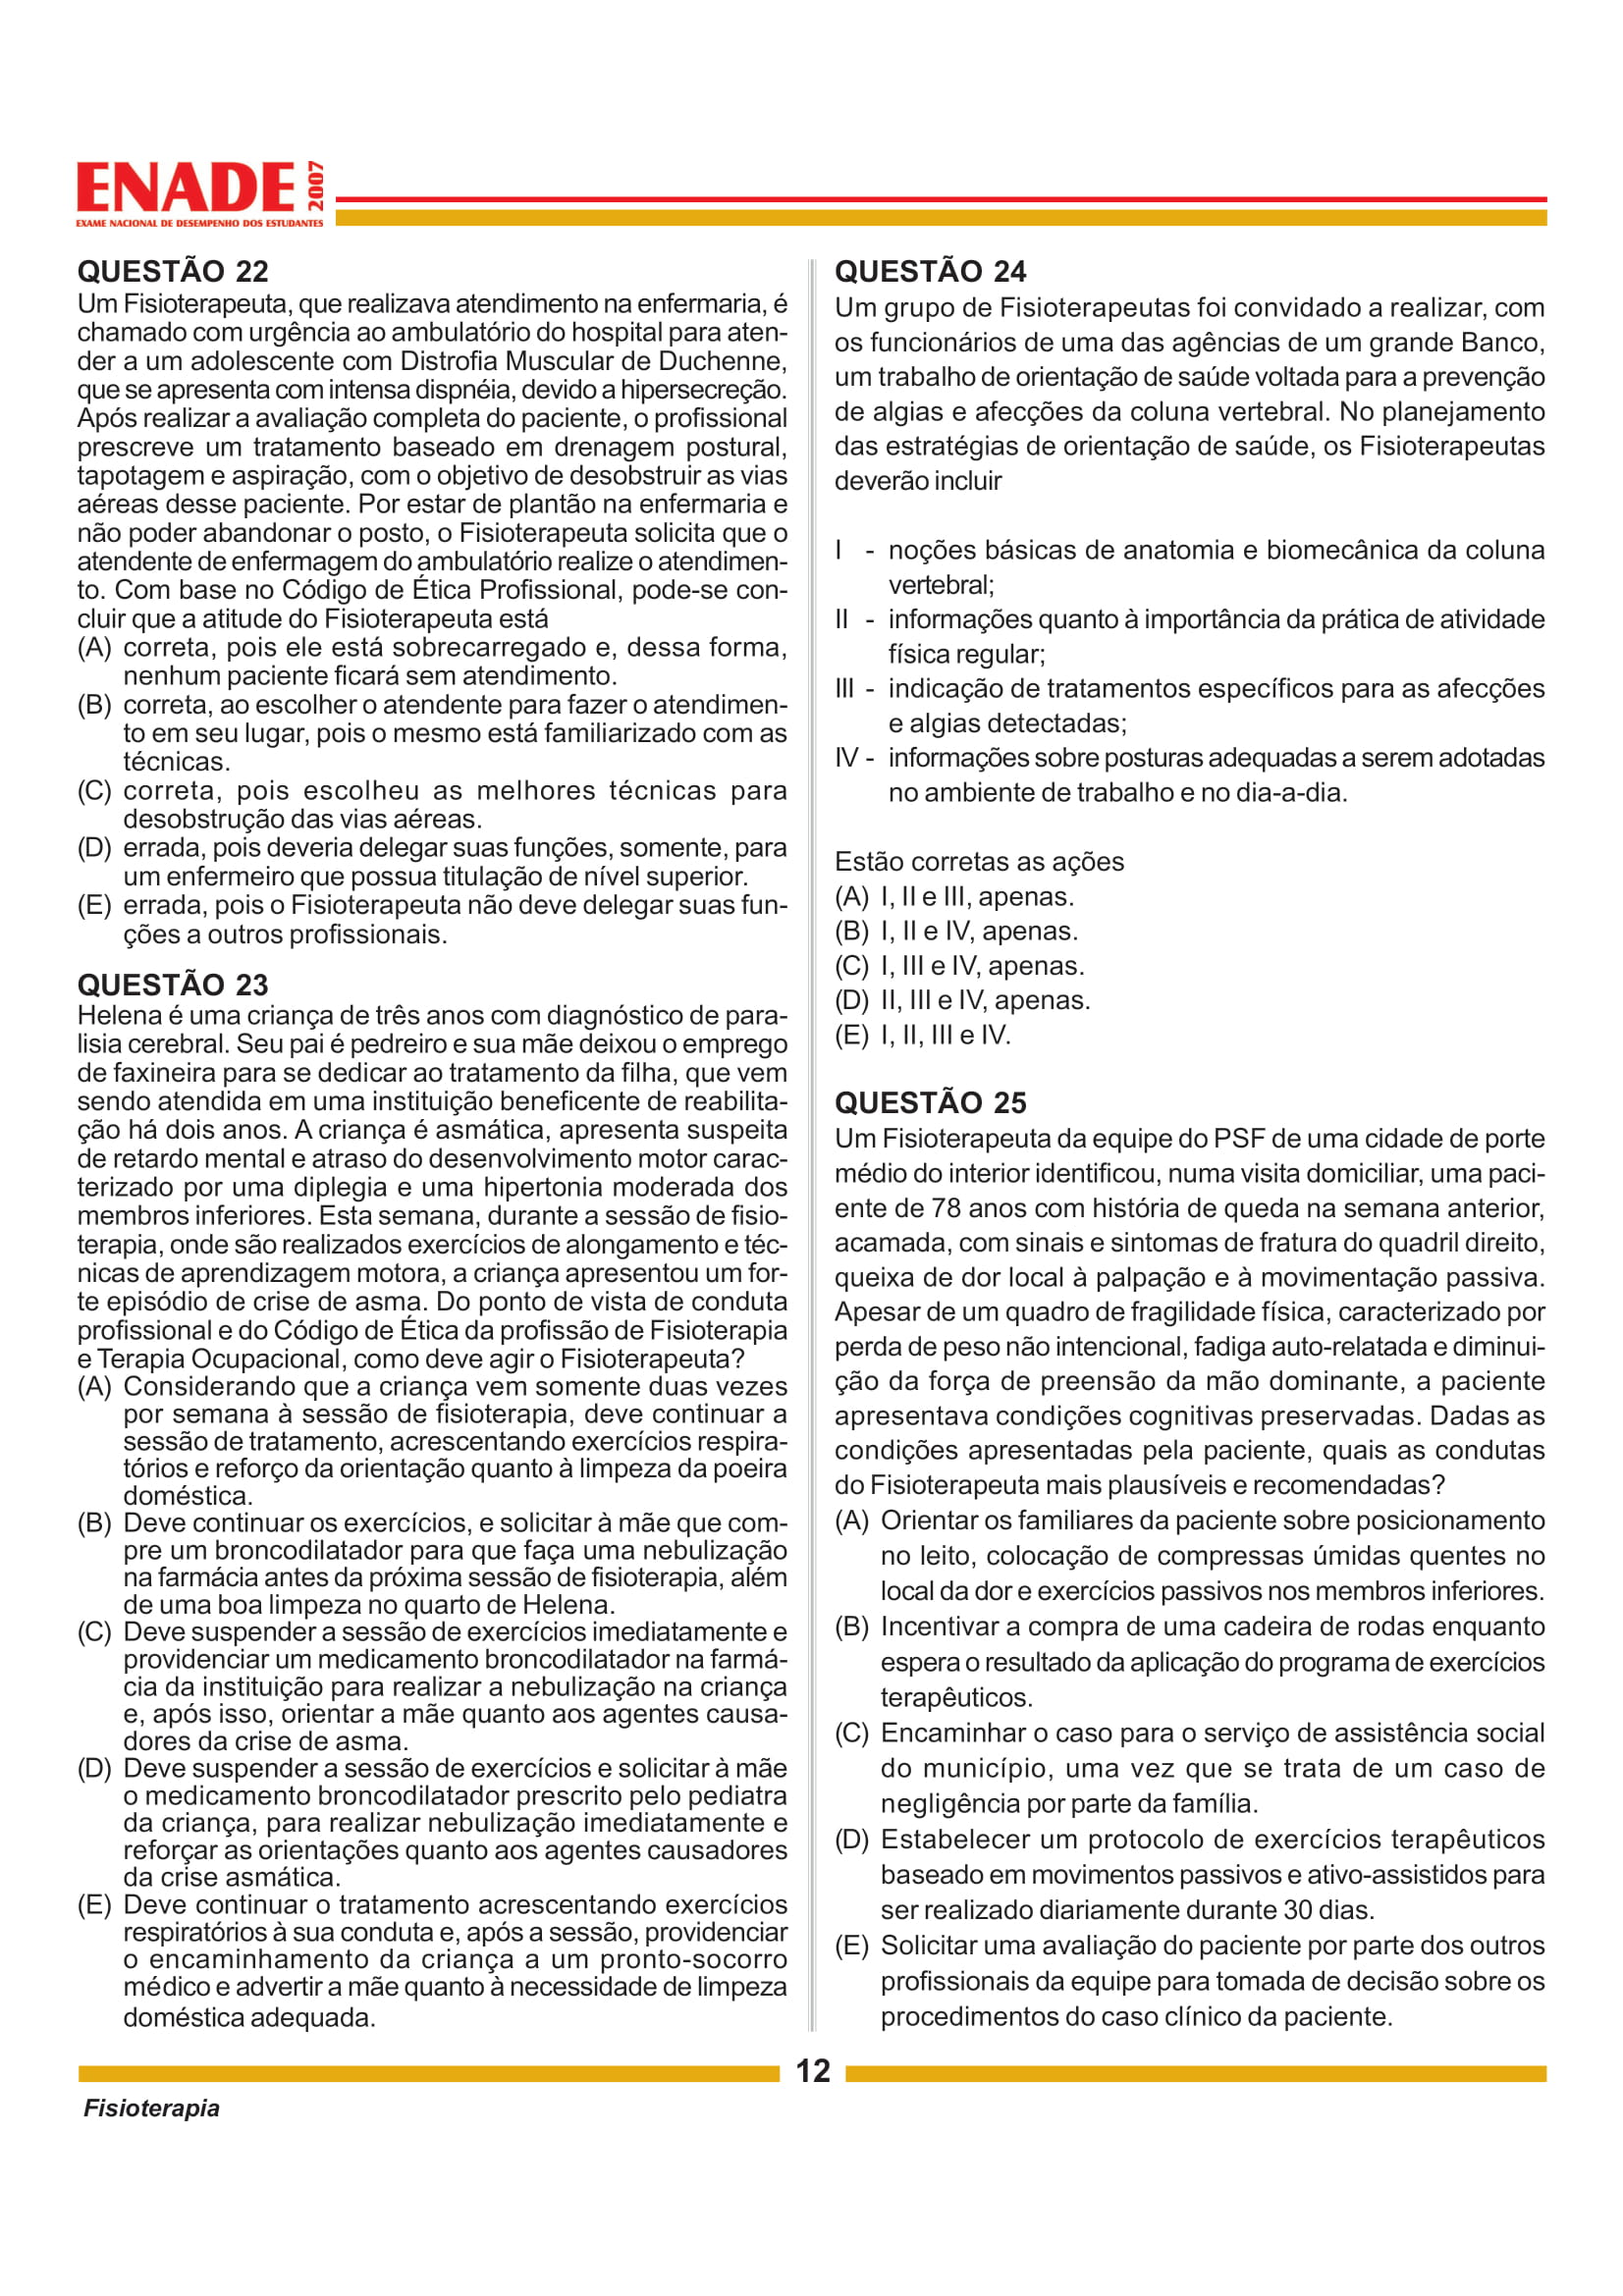 ENADE 2007
EXAME NACIONAL DE DESEMPENHO DOS ESTUDANTES
QUESTÃO 22
Um Fisioterapeuta, que realizava atendimento na enfermaria, é
chamado com urgência ao ambulatório do hospital para aten-
der a um adolescente com Distrofia Muscular de Duchenne,
que se apresenta com intensa dispnéia, devido a hipersecreção.
Após realizar a avaliação completa do paciente, o profissional
prescreve um tratamento baseado em drenagem postural,
tapotagem e aspiração, com o objetivo de desobstruir as vias
aéreas desse paciente. Por estar de plantão na enfermaria e
não poder abandonar o posto, o Fisioterapeuta solicita que o
atendente de enfermagem do ambulatório realize o atendimen-
to. Com base no Código de Ética Profissional, pode-se con-
cluir que a atitude do Fisioterapeuta está
(A) correta, pois ele está sobrecarregado e, dessa forma,
nenhum paciente ficará sem atendimento.
(B) correta, ao escolher o atendente para fazer o atendimen-
to em seu lugar, pois o mesmo está familiarizado com as
técnicas.
(C) correta, pois escolheu as melhores técnicas para
desobstrução das vias aéreas.
(D) errada, pois deveria delegar suas funções, somente, para
um enfermeiro que possua titulação de nível superior.
(E) errada, pois o Fisioterapeuta não deve delegar suas fun-
ções a outros profissionais.
QUESTÃO 23
Helena é uma criança de três anos com diagnóstico de para-
lisia cerebral. Seu pai é pedreiro e sua mãe deixou o emprego
de faxineira para se dedicar ao tratamento da filha, que vem
sendo atendida em uma instituição beneficente de reabilita-
ção há dois anos. A criança é asmática, apresenta suspeita
de retardo mental e atraso do desenvolvimento motor carac-
terizado por uma diplegia e uma hipertonia moderada dos
membros inferiores. Esta semana, durante a sessão de fisio-
terapia, onde são realizados exercícios de alongamento e téc-
nicas de aprendizagem motora, a criança apresentou um for-
te episódio de crise de asma. Do ponto de vista de conduta
profissional e do Código de Ética da profissão de Fisioterapia
e Terapia Ocupacional, como deve agir o Fisioterapeuta?
(A) Considerando que a criança vem somente duas vezes
por semana à sessão de fisioterapia, deve continuar a
sessão de tratamento, acrescentando exercícios respira-
tórios e reforço da orientação quanto à limpeza da poeira
doméstica.
(B) Deve continuar os exercícios, e solicitar à mãe que com-
pre um broncodilatador para que faça uma nebulização
na farmácia antes da próxima sessão de fisioterapia, além
de uma boa limpeza no quarto de Helena.
(C) Deve suspender a sessão de exercícios imediatamente e
providenciar um medicamento broncodilatador na farmá-
cia da instituição para realizar a nebulização na criança
e, após isso, orientar a mãe quanto aos agentes causa-
dores da crise de asma.
(D) Deve suspender a sessão de exercícios e solicitar à mãe
o medicamento broncodilatador prescrito pelo pediatra
da criança, para realizar nebulização imediatamente e
reforçar as orientações quanto aos agentes causadores
da crise asmática.
(E) Deve continuar o tratamento acrescentando exercícios
respiratórios à sua conduta e, após a sessão, providenciar
o encaminhamento da criança a um pronto-socorro
médico e advertir a mãe quanto à necessidade de limpeza
doméstica adequada.
QUESTÃO 24
Um grupo de Fisioterapeutas foi convidado a realizar, com
os funcionários de uma das agências de um grande Banco,
um trabalho de orientação de saúde voltada para a prevenção
de algias e afecções da coluna vertebral. No planejamento
das estratégias de orientação de saúde, os Fisioterapeutas
deverão incluir
I - noções básicas de anatomia e biomecânica da coluna
vertebral;
II - informações quanto à importância da prática de atividade
física regular;
III - indicação de tratamentos específicos para as afecções
e algias detectadas;
IV - informações sobre posturas adequadas a serem adotadas
no ambiente de trabalho e no dia-a-dia.
Estão corretas as ações
(A) I, II e III, apenas.
(B) I, II e IV, apenas.
(C) I, III e IV, apenas.
(D) II, III e IV, apenas.
(E) I, II, III e IV.
QUESTÃO 25
Um Fisioterapeuta da equipe do PSF de uma cidade de porte
médio do interior identificou, numa visita domiciliar, uma paci-
ente de 78 anos com história de queda na semana anterior,
acamada, com sinais e sintomas de fratura do quadril direito,
queixa de dor local à palpação e à movimentação passiva.
Apesar de um quadro de fragilidade física, caracterizado por
perda de peso não intencional, fadiga auto-relatada e diminui-
ção da força de preensão da mão dominante, a paciente
apresentava condições cognitivas preservadas. Dadas as
condições apresentadas pela paciente, quais as condutas
do Fisioterapeuta mais plausíveis e recomendadas?
(A) Orientar os familiares da paciente sobre posicionamento
no leito, colocação de compressas úmidas quentes no
local da dor e exercícios passivos nos membros inferiores.
(B) Incentivar a compra de uma cadeira de rodas enquanto
espera o resultado da aplicação do programa de exercícios
terapêuticos.
(C) Encaminhar o caso para o serviço de assistência social
do município, uma vez que se trata de um caso de
negligência por parte da família.
(D) Estabelecer um protocolo de exercícios terapêuticos
baseado em movimentos passivos e ativo-assistidos para
ser realizado diariamente durante 30 dias.
(E) Solicitar uma avaliação do paciente por parte dos outros
profissionais da equipe para tomada de decisão sobre os
procedimentos do caso clínico da paciente.
12
Fisioterapia